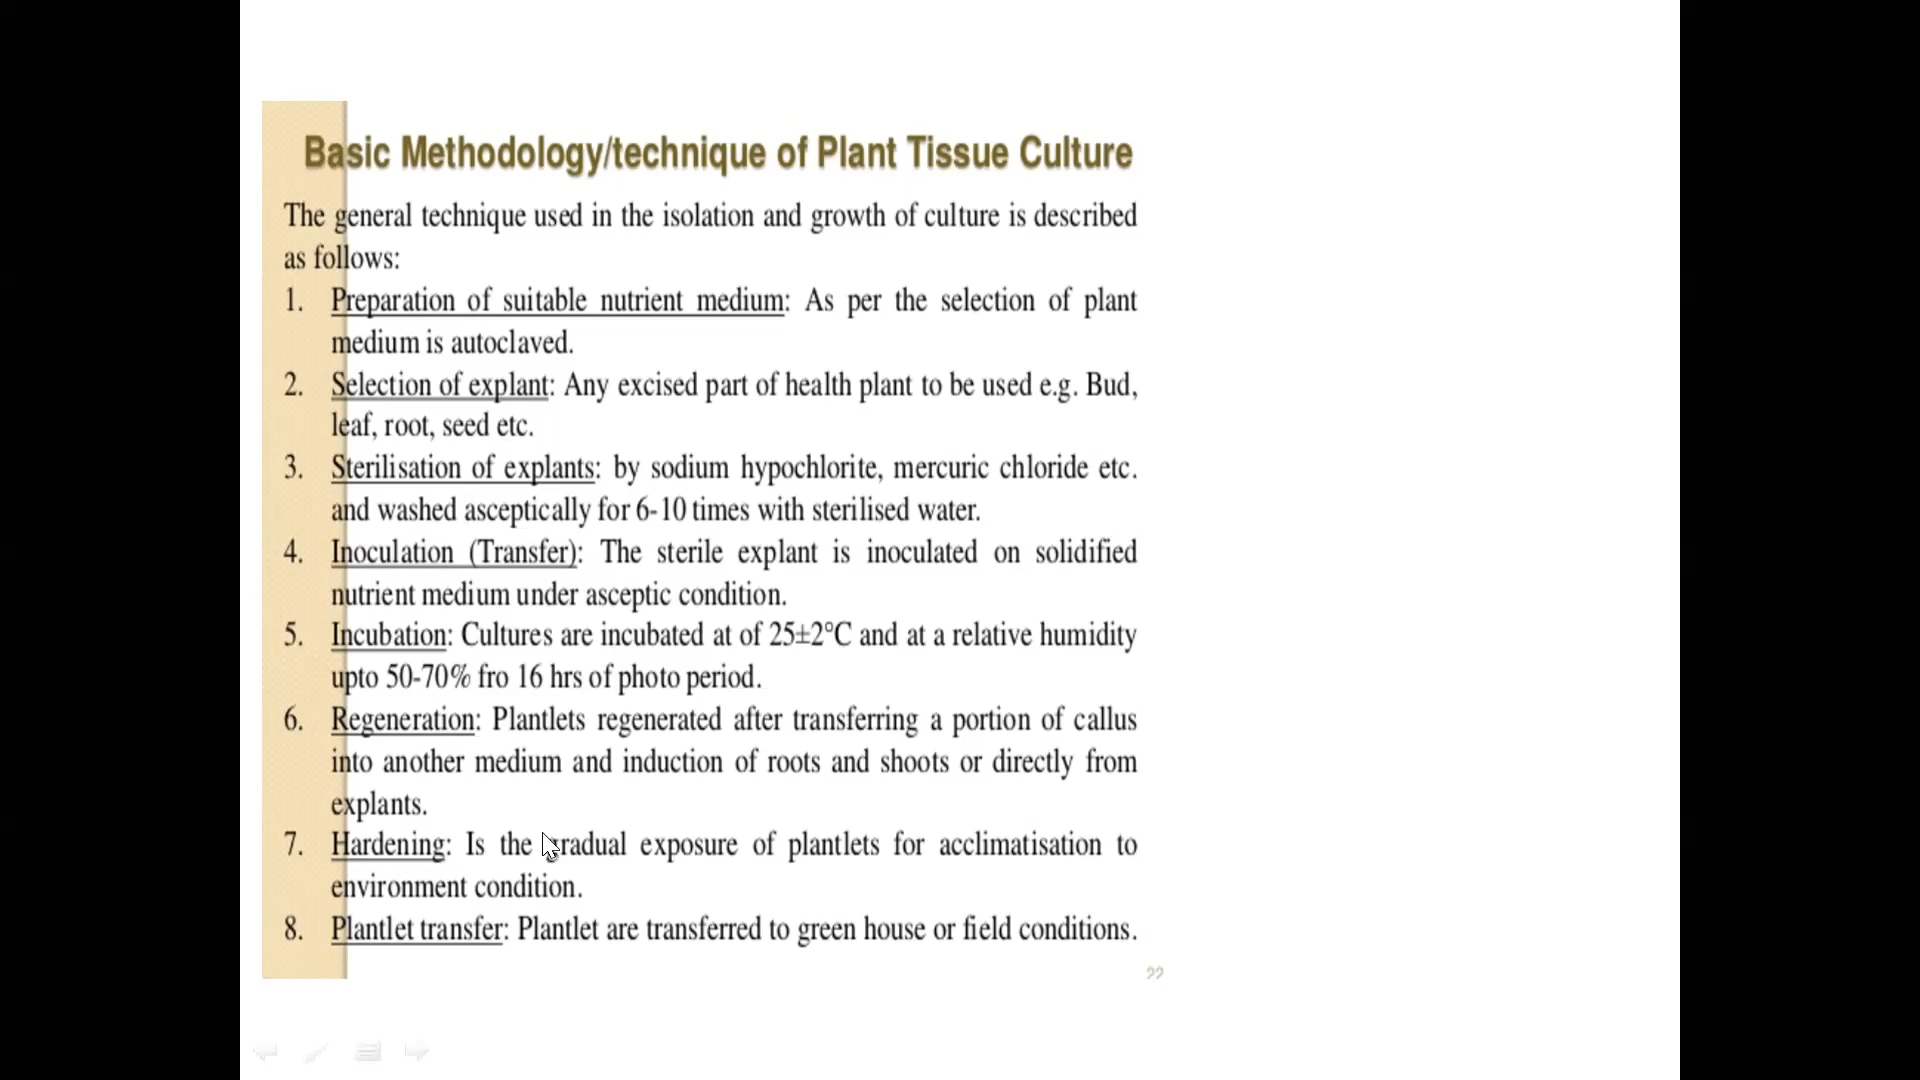 Basic Methodology/technique of Plant Tissue Culture
The general technique used in the isolation and growth of culture is described
as follows:
1. Preparation of suitable nutrient medium: As per the selection of plant
medium is autoclaved.
2. Selection of explant: Any excised part of health plant to be used e.g. Bud,
leaf, root, seed etc.
3. Sterilisation of explants: by sodium hypochlorite, mercuric chloride etc.
and washed asceptically for 6-10 times with sterilised water.
4. Inoculation (Transfer): The sterile explant is inoculated on solidified
nutrient medium under asceptic condition.
5. Incubation: Cultures are incubated at of 25±2°C and at a relative humidity
upto 50-70% fro 16 hrs of photo period.
6. Regeneration: Plantlets regenerated after transferring a portion of callus
into another medium and induction of roots and shoots or directly from
explants.
7. Hardening: Is the gradual exposure of plantlets for acclimatisation to
environment condition.
8. Plantlet transfer: Plantlet are transferred to green house or field conditions.
22